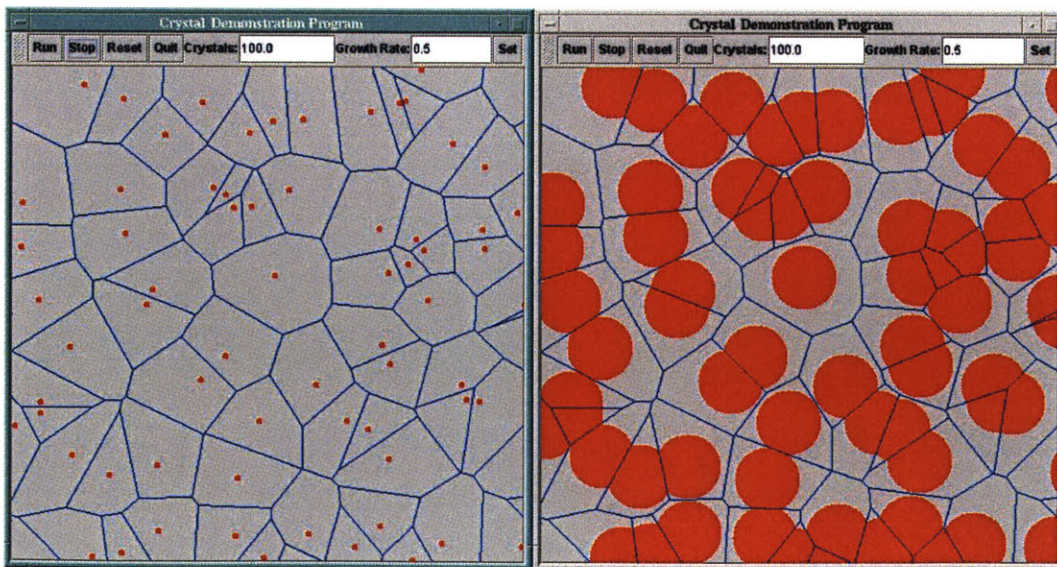 Crystal Demonstration Program
Run Stop Reset Quit Crystals: 100.0 Growth Rate: 0.5 Set
Crystal Demonstration Program
Run Stop Reset Quit Crystals: 100.0 Growth Rate: 0.5 Set